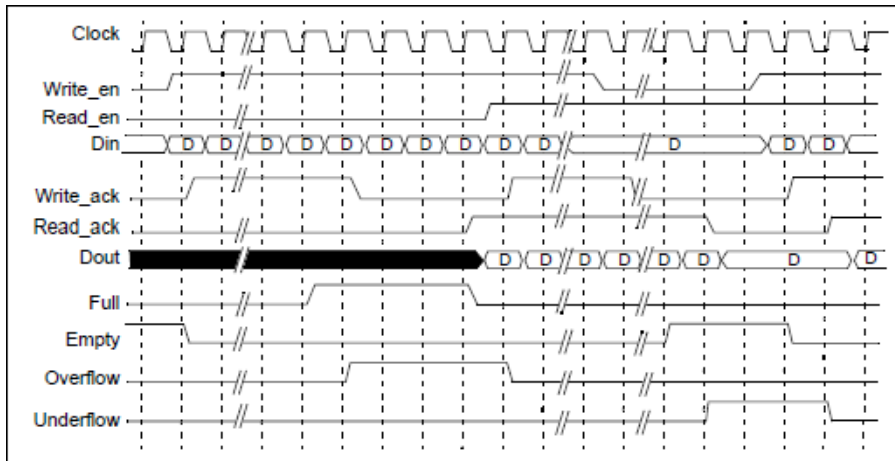 Clock
Write_en
Read_en
Din D D D D D D D D D D D D D
Write_ack
Read_ack
Dout D D D D D D D D
Full
Empty
Overflow
Underflow